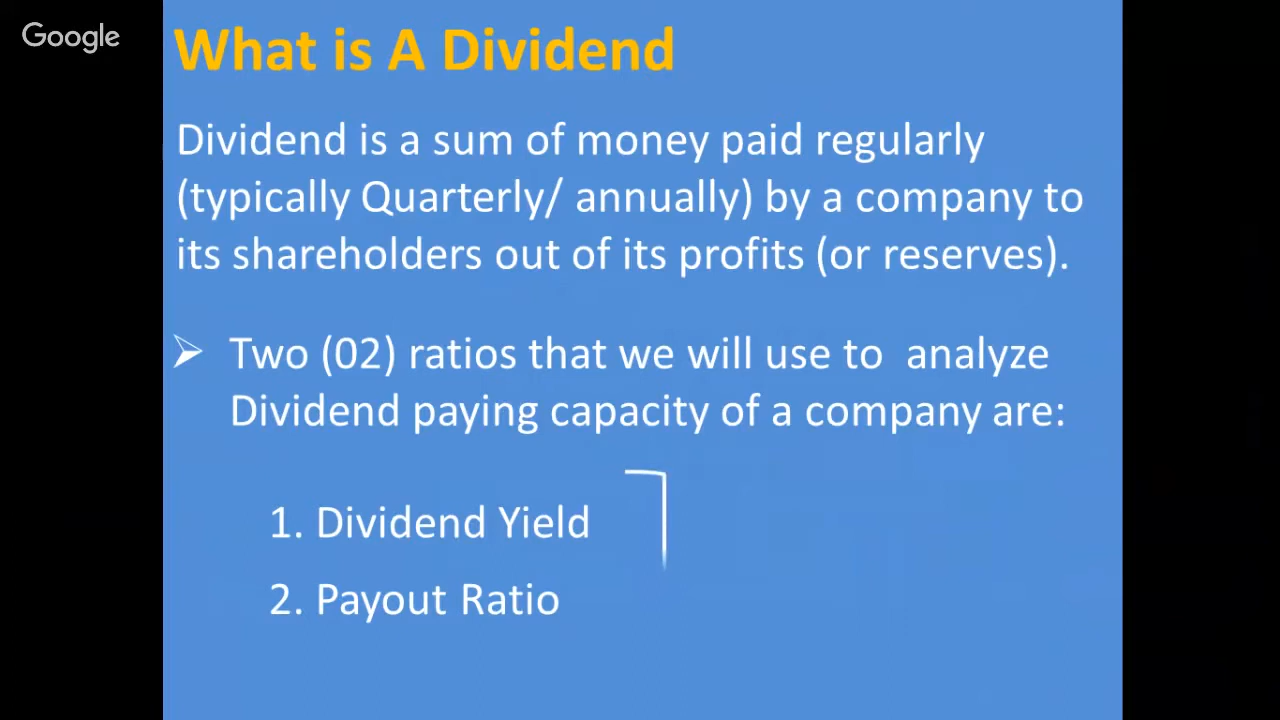 Google
What is A Dividend
Dividend is a sum of money paid regularly
(typically Quarterly/ annually) by a company to
its shareholders out of its profits (or reserves).
Two (02) ratios that we will use to analyze
Dividend paying capacity of a company are:
1. Dividend Yield
2. Payout Ratio